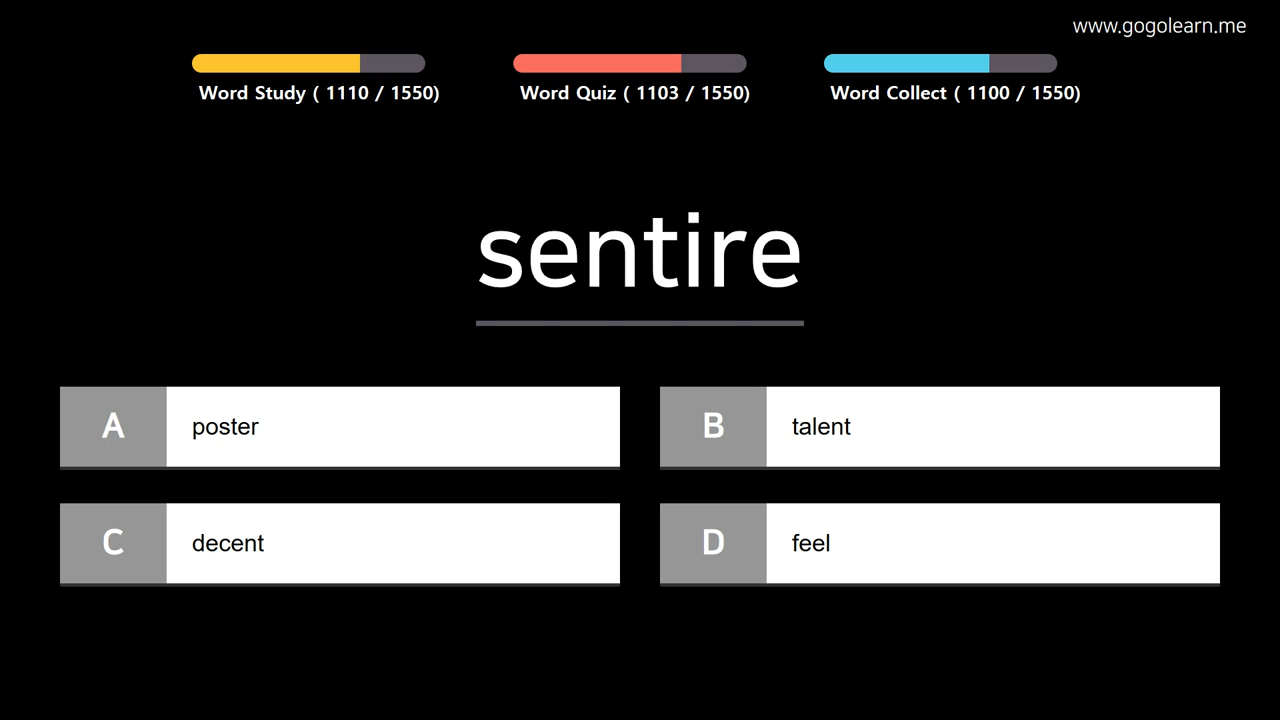 www.gogolearn.me
Word Study ( 1110 / 1550)
Word Quiz ( 1103 / 1550)
Word Collect ( 1100 / 1550)
sentire
A poster
B talent
C decent
D feel